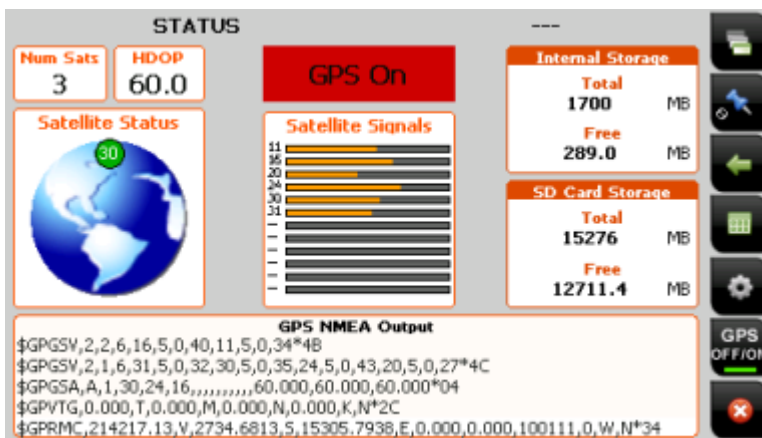 STATUS ---
Num Sats
3
HDOP
60.0
GPS On
Internal Storage
Total
1700 MB
Free
289.0 MB
Satellite Status
30
Satellite Signals
11
16
20
24
30
31
--
--
--
--
--
--
SD Card Storage
Total
15276 MB
Free
12711.4 MB
GPS NMEA Output
$GPGSV,2,2,6,16,5,0,40,11,5,0,34*4B
$GPGSV,2,1,6,31,5,0,32,30,5,0,35,24,5,0,43,20,5,0,27*4C
$GPGSA,A,1,30,24,16,,,,,,,,,,60.000,60.000,60.000*04
$GPVTG,0.000,T,0.000,M,0.000,N,0.000,K,N*2C
$GPRMC,214217.13,V,2734.6813,S,15305.7938,E,0.000,0.000,100111,0,W,N*34
GPS
OFF/ON